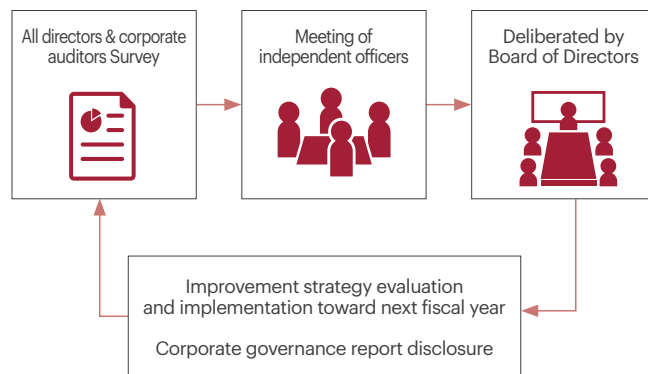 All directors & corporate
auditors Survey
Meeting of
independent officers
Deliberated by
Board of Directors
Improvement strategy evaluation
and implementation toward next fiscal year
Corporate governance report disclosure